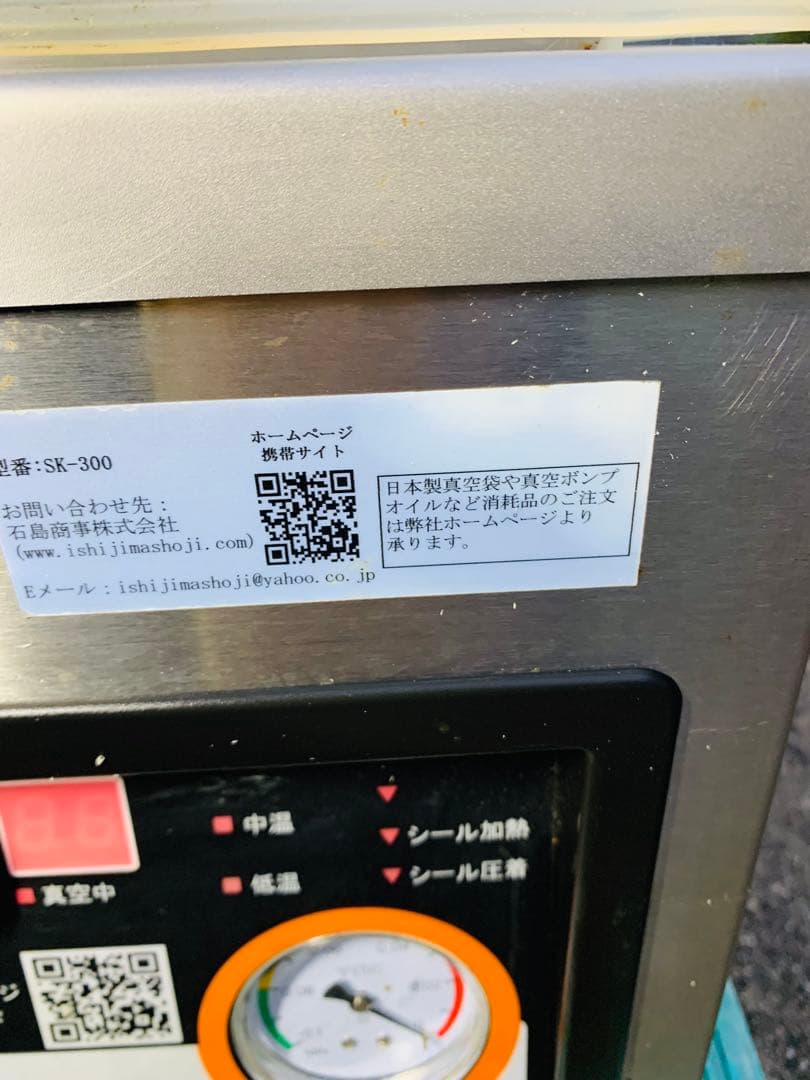 型番:SK-300
お問い合わせ先：
石島商事株式会社
(www.ishijimashoji.com)
Eメール：ishijimashoji@yahoo.co.jp
ホームページ
携帯サイト
日本製真空袋や真空ポンプ
オイルなど消耗品のご注文
は弊社ホームページより
承ります。
中温
シール加熱
真空中
低温
シール圧着